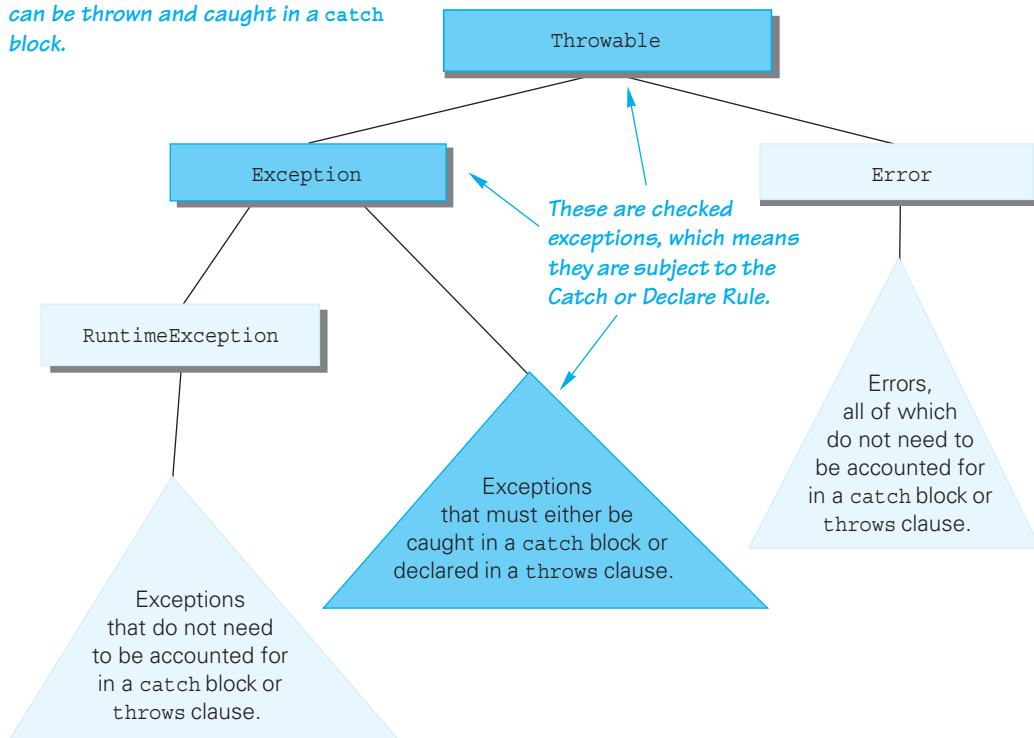 can be thrown and caught in a catch
block.
Throwable
Exception
Error
These are checked
exceptions, which means
they are subject to the
Catch or Declare Rule.
RuntimeException
Errors,
all of which
do not need to
be accounted for
in a catch block or
throws clause.
Exceptions
that must either be
caught in a catch block or
declared in a throws clause.
Exceptions
that do not need
to be accounted for
in a catch block or
throws clause.